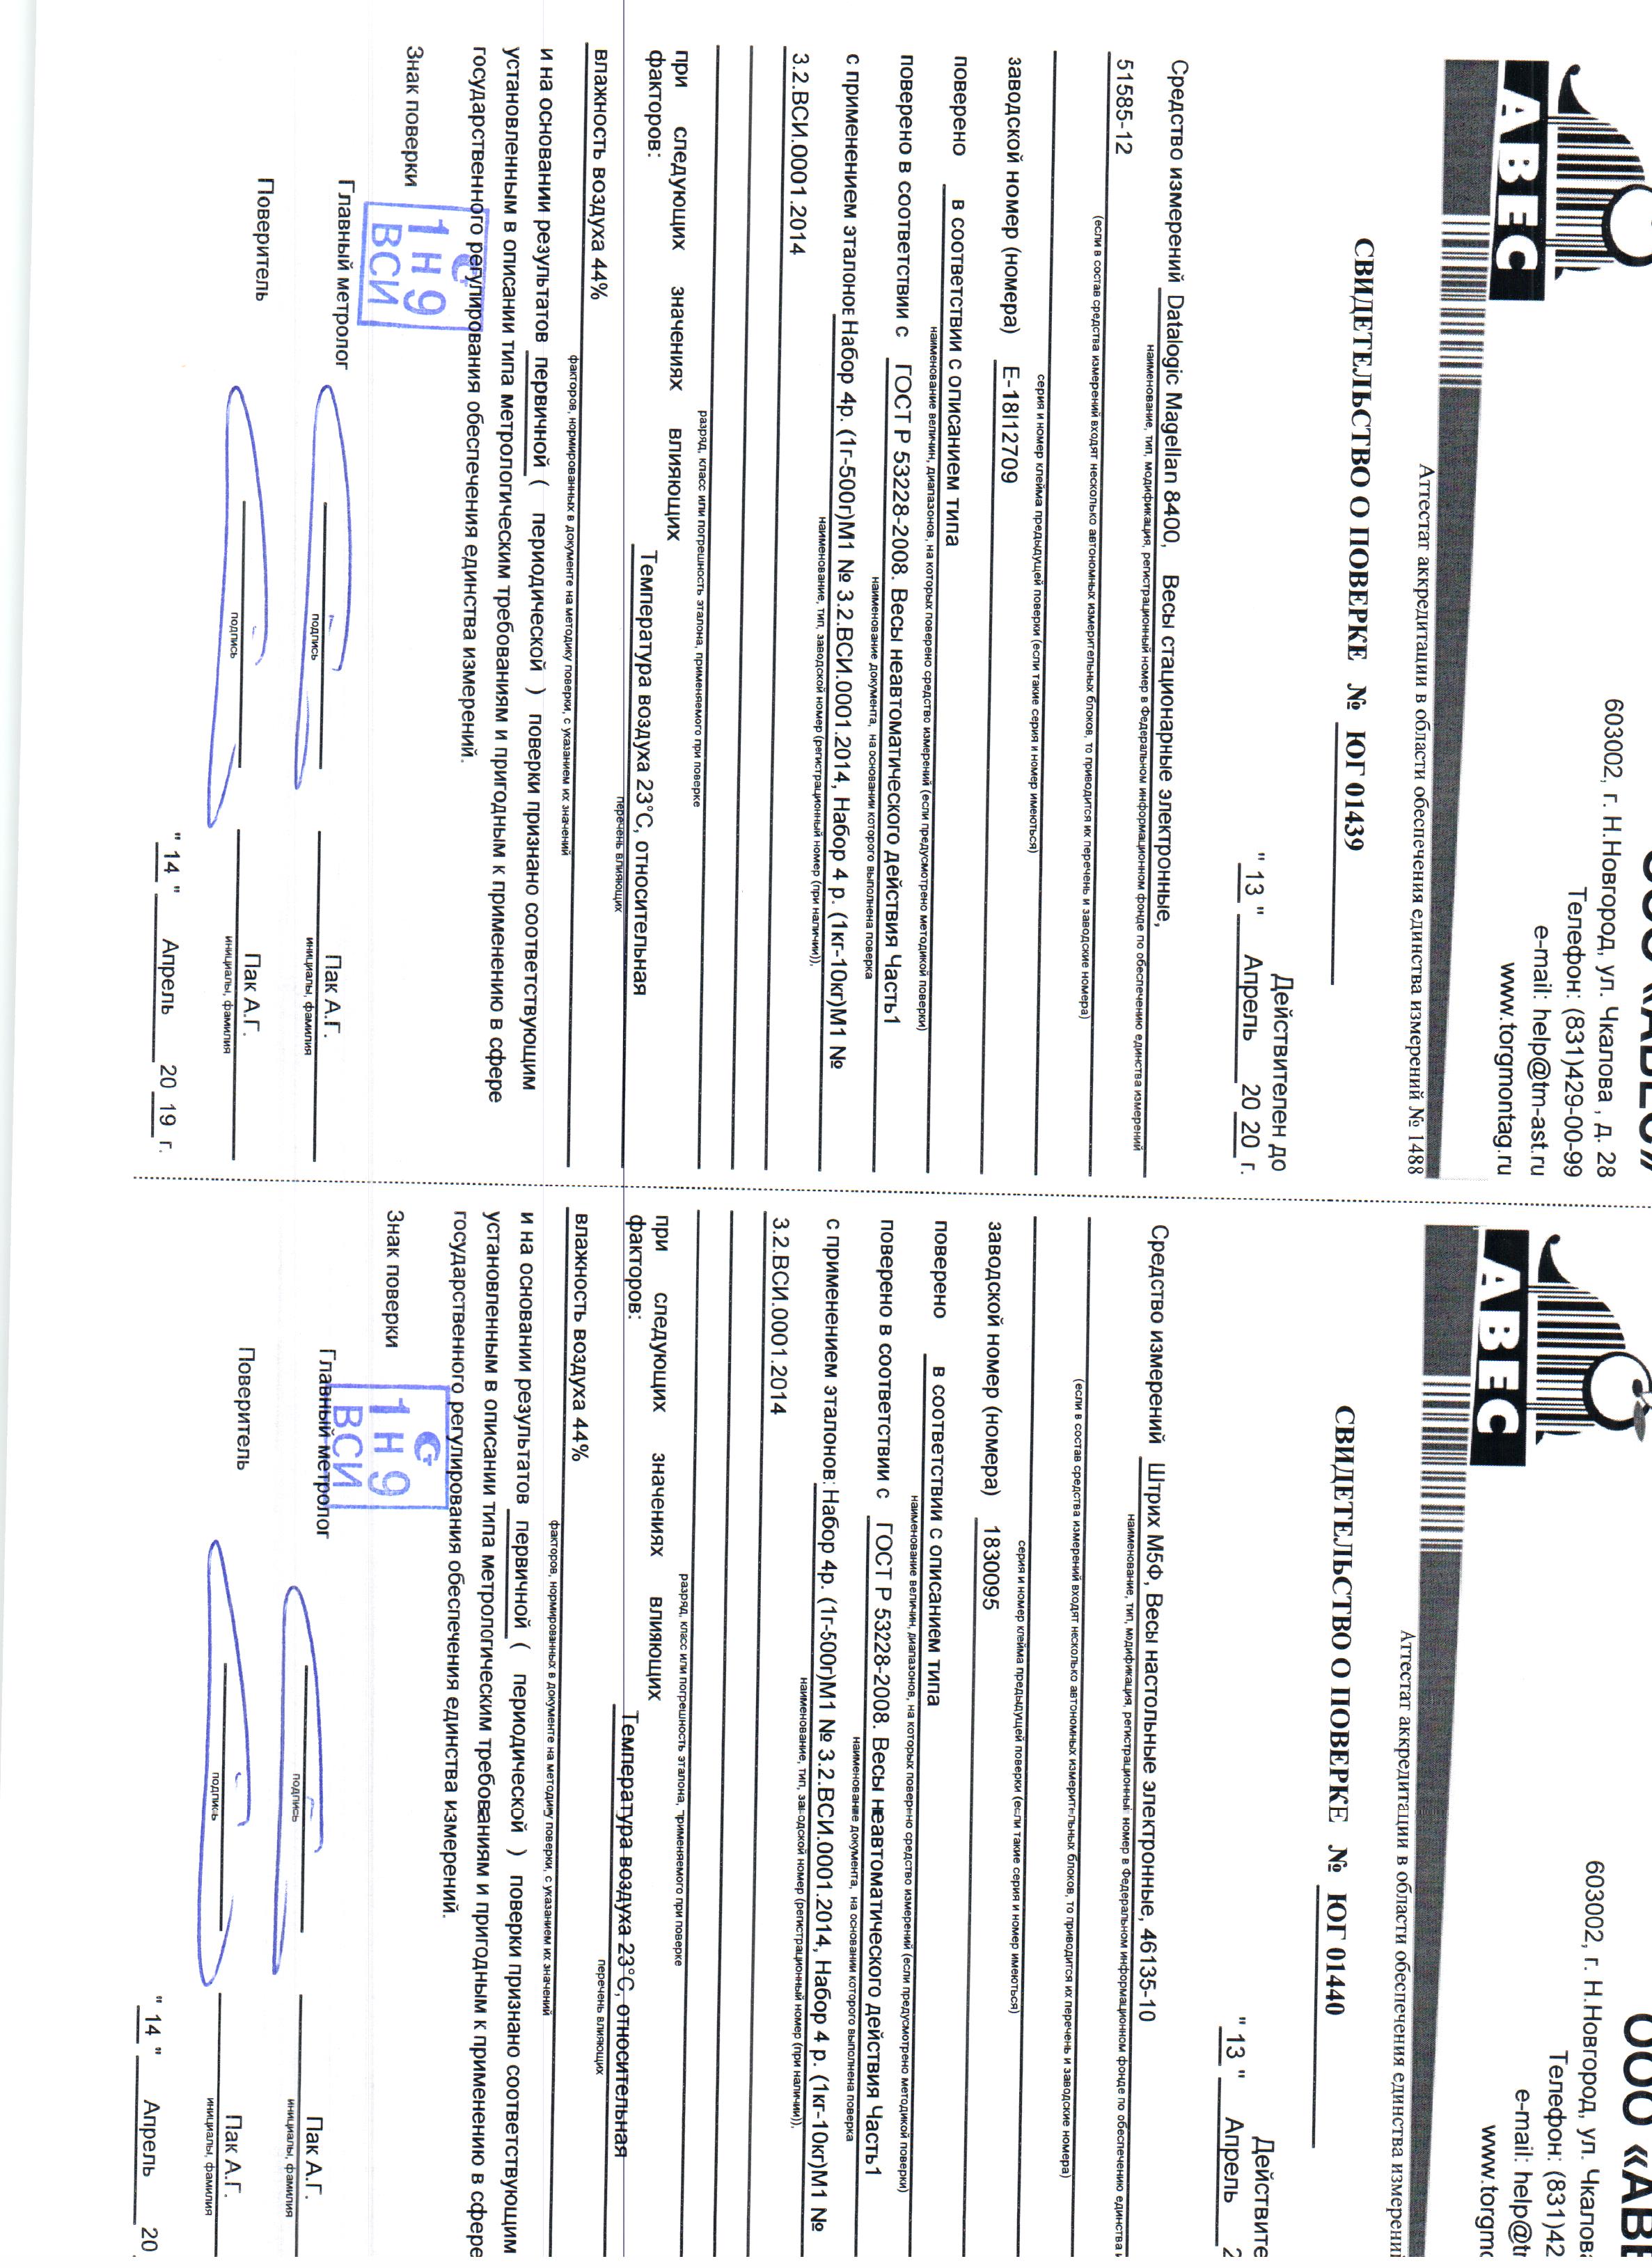 ООО «АВЕС»
АВЕС
603002, г. Н.Новгород, ул. Чкалова , д. 28
Телефон: (831)429-00-99
e-mail: help@tm-ast.ru
www.torgmontag.ru
Аттестат аккредитации в области обеспечения единства измерений № 1488
СВИДЕТЕЛЬСТВО О ПОВЕРКЕ № ЮГ 01439
Действителен до
" 13 " Апрель 20 20 г.
Средство измерений Datalogic Magellan 8400, Весы стационарные электронные,
наименование, тип, модификация, регистрационный номер в Федеральном информационном фонде по обеспечению единства измерений
51585-12
(если в состав средства измерений входят несколько автономных измерительных блоков, то приводится их перечень и заводские номера)
серия и номер клейма предыдущей поверки (если такие серия и номер имеються)
заводской номер (номера) E-18I12709
поверено в соответствии с описанием типа
наименование величин, диапазонов, на которых поверено средство измерений (если предусмотрено методикой поверки)
поверено в соответствии с ГОСТ Р 53228-2008. Весы неавтоматического действия Часть1
наименование документа, на основании которого выполнена поверка
с применением эталонов Набор 4р. (1г-500г)М1 № 3.2.ВСИ.0001.2014, Набор 4 р. (1кг-10кг)М1 №
наименование, тип, заводской номер (регистрационный номер (при наличии)),
3.2.ВСИ.0001.2014
разряд, класс или погрешность эталона, применяемого при поверке
при следующих значениях влияющих
факторов:
Температура воздуха 23°С, относительная
перечень влияющих
влажность воздуха 44%
факторов, нормированных в документе на методику поверки, с указанием их значений
и на основании результатов первичной ( периодической ) поверки признано соответствующим
установленным в описании типа метрологическим требованиям и пригодным к применению в сфере
государственного регулирования обеспечения единства измерений.
Знак поверки
1 Н 9
ВСИ
Главный метролог Пак А.Г.
подпись инициалы, фамилия
Поверитель Пак А.Г.
подпись инициалы, фамилия
" 14 " Апрель 20 19 г.
ООО «АВЕ
АВЕС
603002, г. Н.Новгород, ул. Чкалова
Телефон: (831)42
e-mail: help@t
www.torgmo
Аттестат аккредитации в области обеспечения единства измерений
СВИДЕТЕЛЬСТВО О ПОВЕРКЕ № ЮГ 01440
Действите
" 13 " Апрель 2
Средство измерений Штрих М5Ф, Весы настольные электронные, 46135-10
наименование, тип, модификация, регистрационный номер в Федеральном информационном фонде по обеспечению единства и
(если в состав средства измерений входят несколько автономных измерительных блоков, то приводится их перечень и заводские номера)
серия и номер клейма предыдущей поверки (если такие серия и номер имеються)
заводской номер (номера) 1830095
поверено в соответствии с описанием типа
наименование величин, диапазонов, на которых поверено средство измерений (если предусмотрено методикой поверки)
поверено в соответствии с ГОСТ Р 53228-2008. Весы неавтоматического действия Часть1
наименование документа, на основании которого выполнена поверка
с применением эталонов: Набор 4р. (1г-500г)М1 № 3.2.ВСИ.0001.2014, Набор 4 р. (1кг-10кг)М1 №
наименование, тип, заводской номер (регистрационный номер (при наличии)),
3.2.ВСИ.0001.2014
разряд, класс или погрешность эталона, применяемого при поверке
при следующих значениях влияющих
факторов:
Температура воздуха 23°С, относительная
перечень влияющих
влажность воздуха 44%
факторов, нормированных в документе на методику поверки, с указанием их значений
и на основании результатов первичной ( периодической ) поверки признано соответствующим
установленным в описании типа метрологическим требованиям и пригодным к применению в сфере
государственного регулирования обеспечения единства измерений.
Знак поверки
1 Н 9
ВСИ
Главный метролог Пак А.Г.
подпись инициалы, фамилия
Поверитель Пак А.Г.
подпись инициалы, фамилия
" 14 " Апрель 20